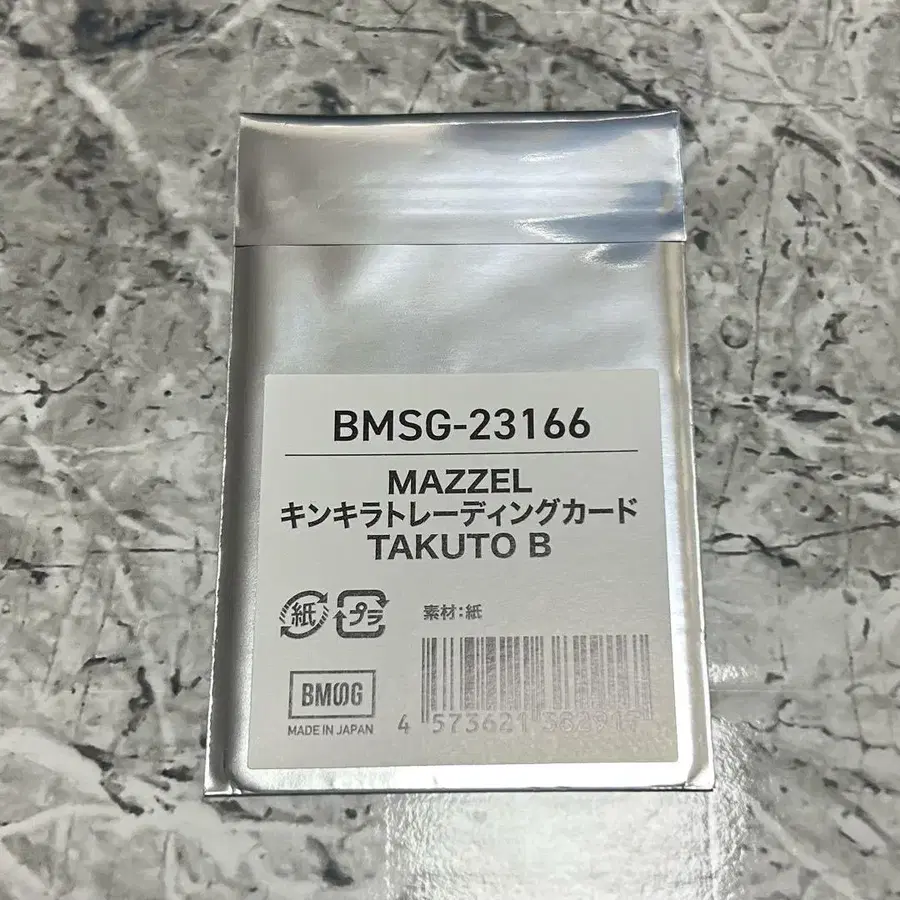 BMSG-23166
MAZZEL
キンキラトレーディングカード
TAKUTO B
紙 プラ 素材:紙
BMSG
MADE IN JAPAN